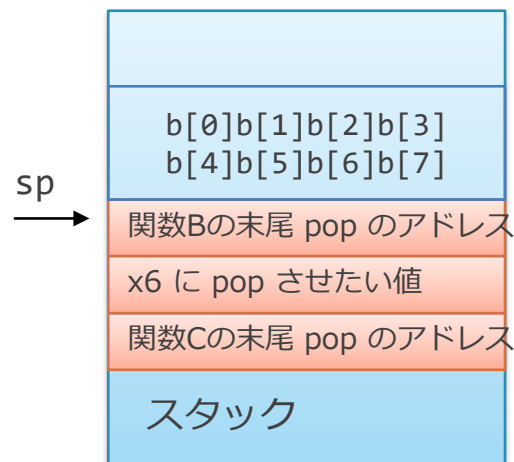 b[0]b[1]b[2]b[3]
b[4]b[5]b[6]b[7]
sp
関数Bの末尾 pop のアドレス
x6 に pop させたい値
関数Cの末尾 pop のアドレス
スタック